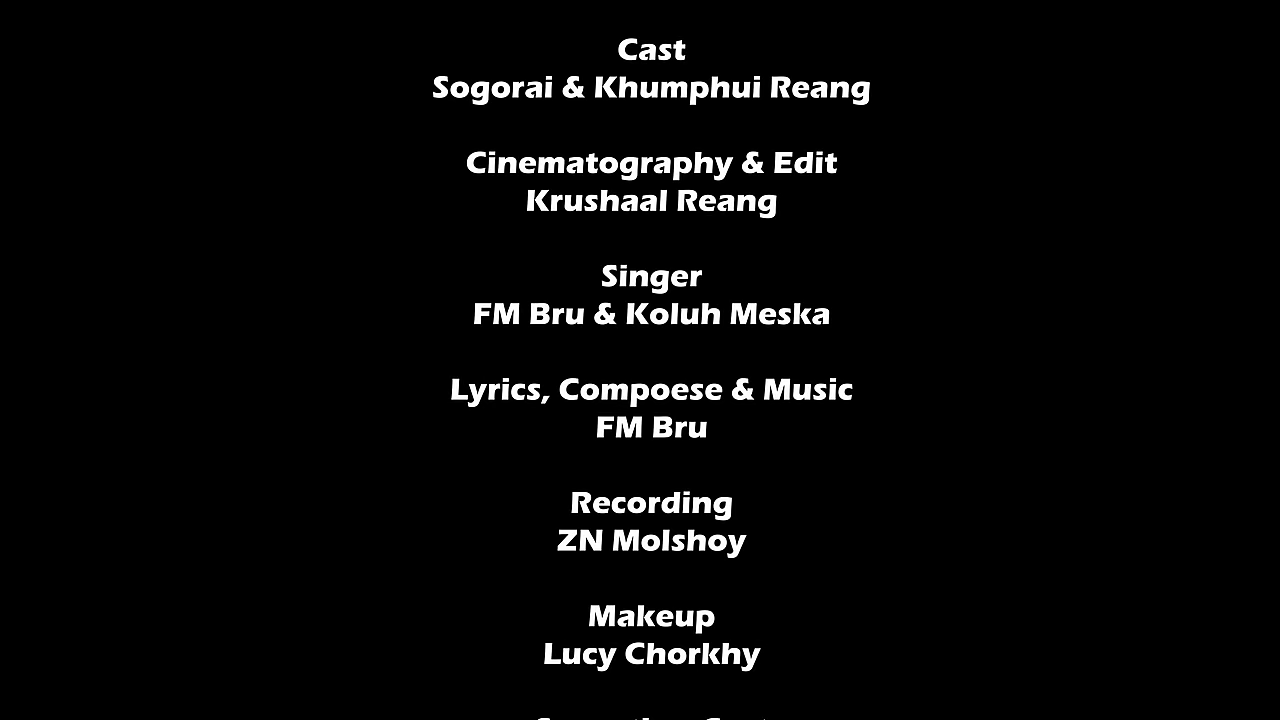 Cast
Sogorai & Khumphui Reang
Cinematography & Edit
Krushaal Reang
Singer
FM Bru & Koluh Meska
Lyrics, Compoese & Music
FM Bru
Recording
ZN Molshoy
Makeup
Lucy Chorkhy